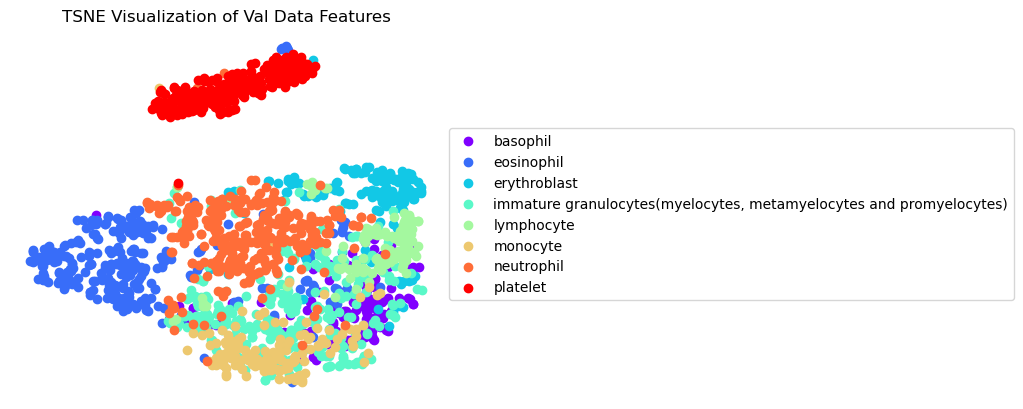 TSNE Visualization of Val Data Features
basophil
eosinophil
erythroblast
immature granulocytes(myelocytes, metamyelocytes and promyelocytes)
lymphocyte
monocyte
neutrophil
platelet